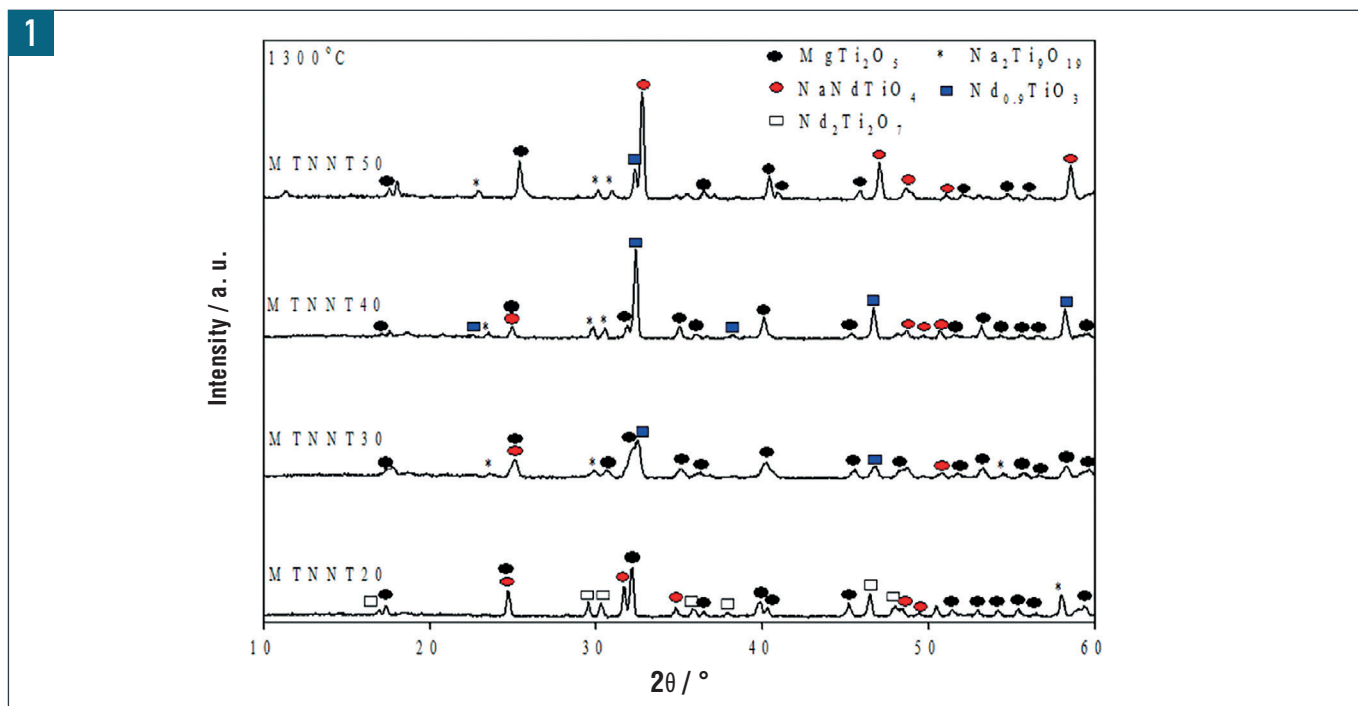 1
1300°C
MgTi₂O₅
* Na₂Ti₉O₁₉
NaNdTiO₄
Nd₀.₉TiO₃
Nd₂Ti₂O₇
MTNNT50
MTNNT40
MTNNT30
MTNNT20
Intensity / a. u.
10 20 30 40 50 60
2θ / °